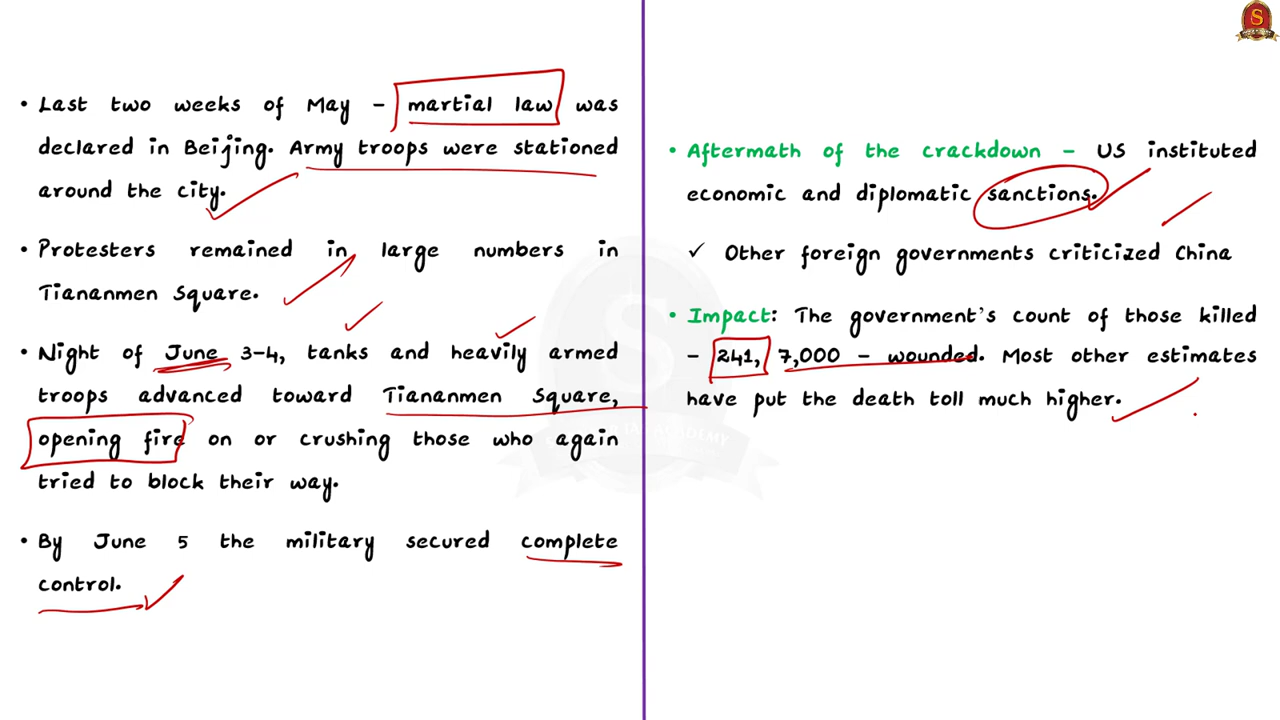 • Last two weeks of May – martial law was
declared in Beijing. Army troops were stationed
around the city.
• Protesters remained in large numbers in
Tiananmen Square.
• Night of June 3-4, tanks and heavily armed
troops advanced toward Tiananmen Square,
opening fire on or crushing those who again
tried to block their way.
• By June 5 the military secured complete
control.
• Aftermath of the crackdown – US instituted
economic and diplomatic sanctions.
✓ Other foreign governments criticized China
• Impact: The government's count of those killed
– 241, 7,000 – wounded. Most other estimates
have put the death toll much higher.
S